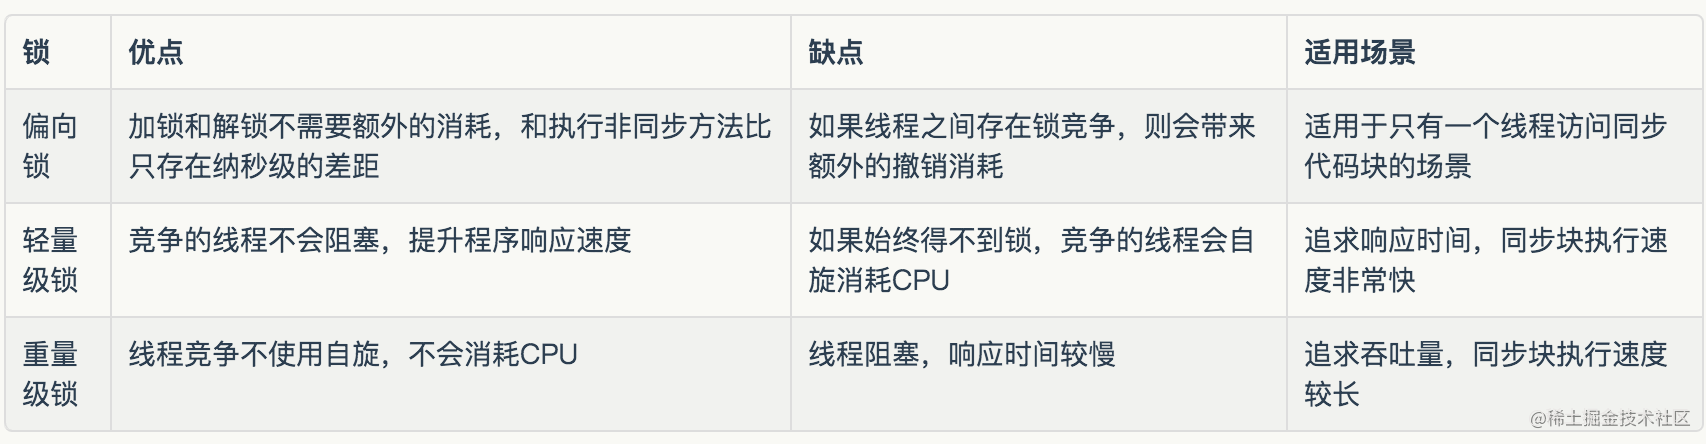 锁
优点
缺点
适用场景
偏向
锁
加锁和解锁不需要额外的消耗，和执行非同步方法比
只存在纳秒级的差距
如果线程之间存在锁竞争，则会带来
额外的撤销消耗
适用于只有一个线程访问同步
代码块的场景
轻量
级锁
竞争的线程不会阻塞，提升程序响应速度
如果始终得不到锁，竞争的线程会自
旋消耗CPU
追求响应时间，同步块执行速
度非常快
重量
级锁
线程竞争不使用自旋，不会消耗CPU
线程阻塞，响应时间较慢
追求吞吐量，同步块执行速度
较长
@稀土掘金技术社区